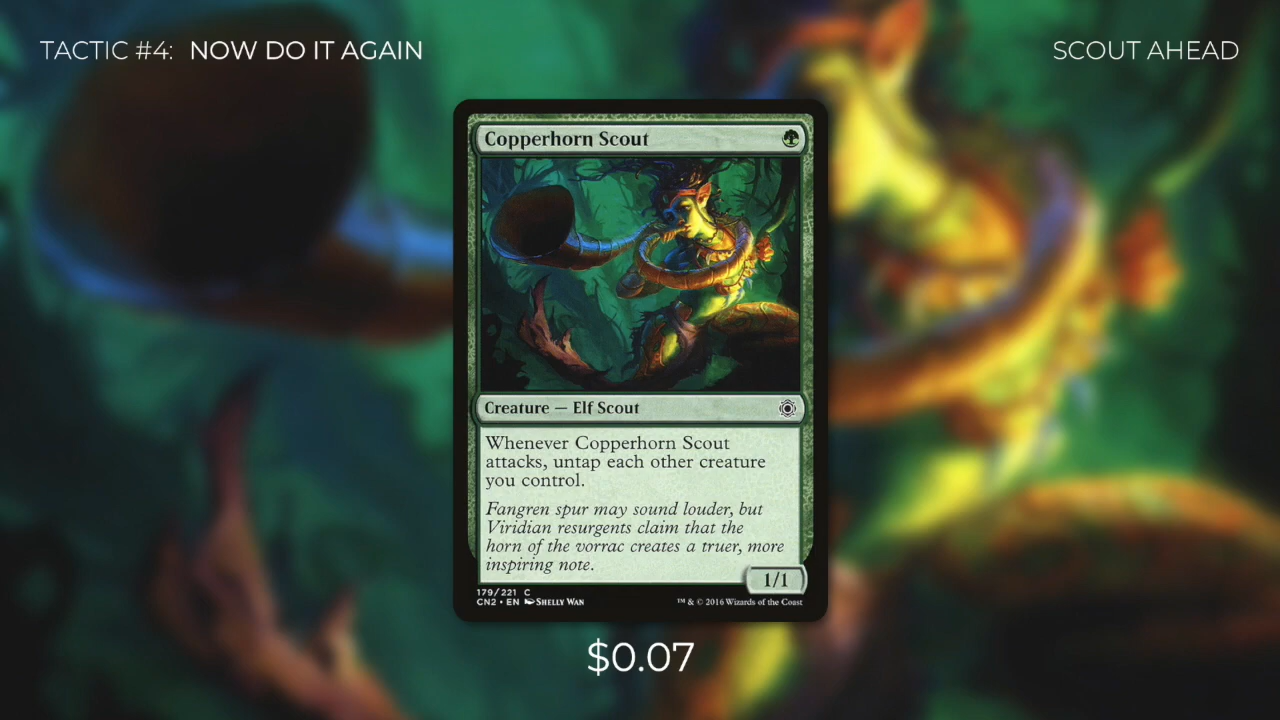 TACTIC #4: NOW DO IT AGAIN
SCOUT AHEAD
Copperhorn Scout
Creature — Elf Scout
Whenever Copperhorn Scout
attacks, untap each other creature
you control.
Fangren spur may sound louder, but
Viridian resurgents claim that the
horn of the vorrac creates a truer, more
inspiring note.
1/1
179/221 C
CN2 • EN SHELLY WAN
™ & © 2016 Wizards of the Coast
$0.07